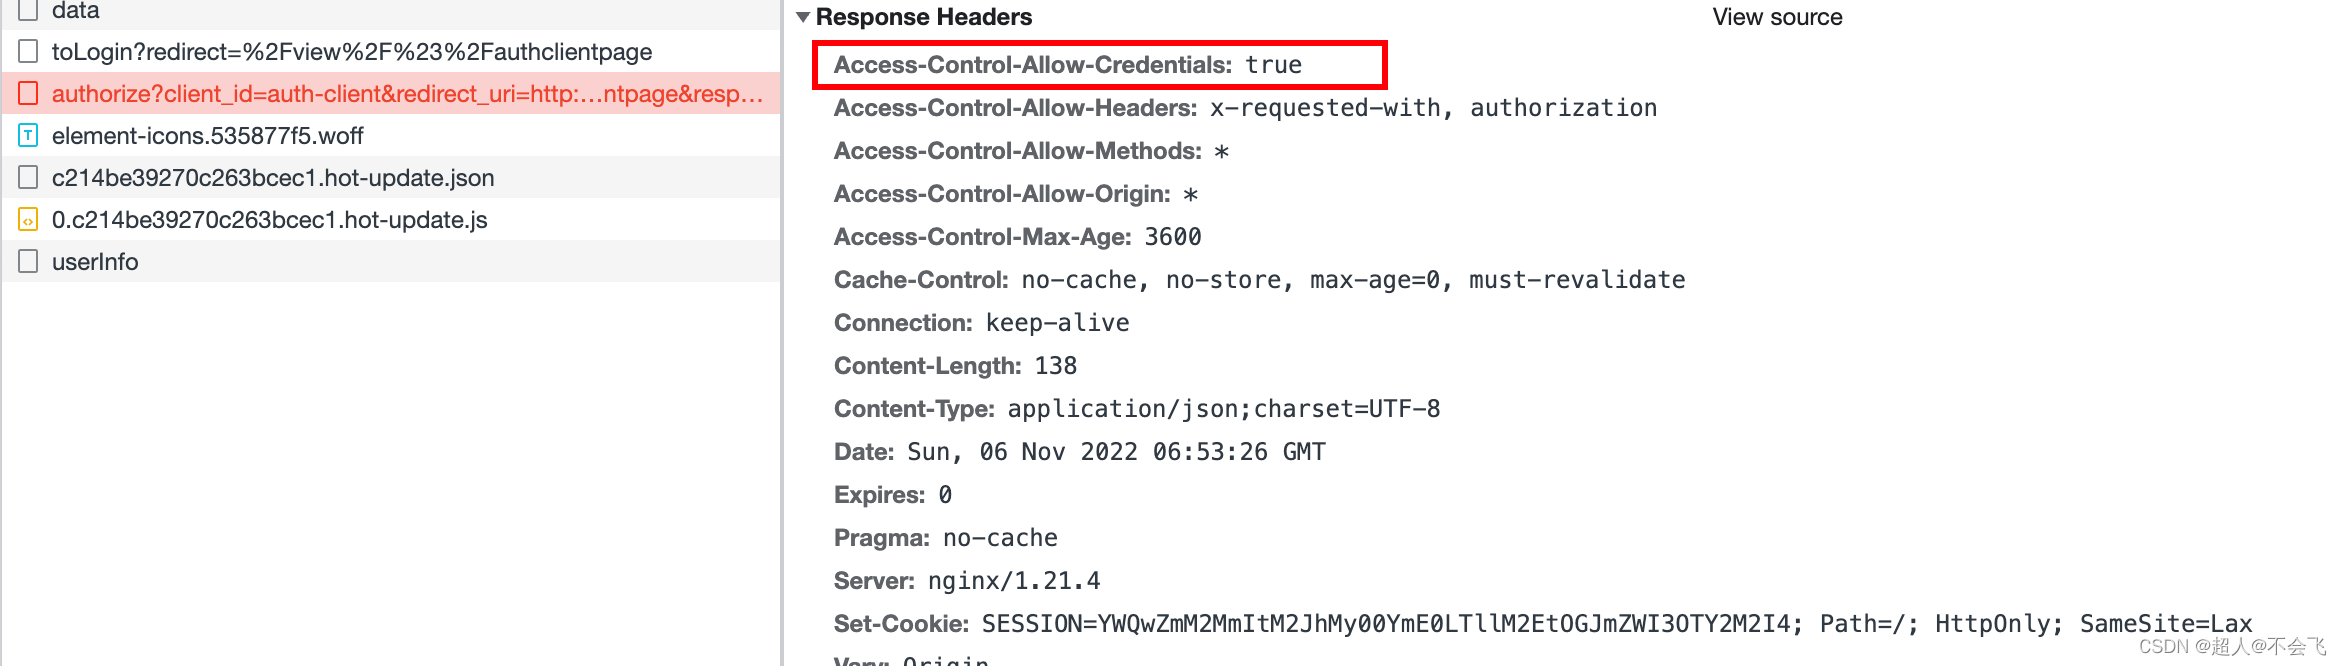 data
toLogin?redirect=%2Fview%2F%23%2Fauthclientpage
authorize?client_id=auth-client&redirect_uri=http:...ntpage&resp...
element-icons.535877f5.woff
c214be39270c263bcec1.hot-update.json
0.c214be39270c263bcec1.hot-update.js
userInfo
Response Headers
View source
Access-Control-Allow-Credentials: true
Access-Control-Allow-Headers: x-requested-with, authorization
Access-Control-Allow-Methods: *
Access-Control-Allow-Origin: *
Access-Control-Max-Age: 3600
Cache-Control: no-cache, no-store, max-age=0, must-revalidate
Connection: keep-alive
Content-Length: 138
Content-Type: application/json;charset=UTF-8
Date: Sun, 06 Nov 2022 06:53:26 GMT
Expires: 0
Pragma: no-cache
Server: nginx/1.21.4
Set-Cookie: SESSION=YWQwZmM2MmItM2JhMy00YmE0LTllM2EtOGJmZWI3OTY2M2I4; Path=/; HttpOnly; SameSite=Lax
Vary: Origin
CSDN @超人@不会飞